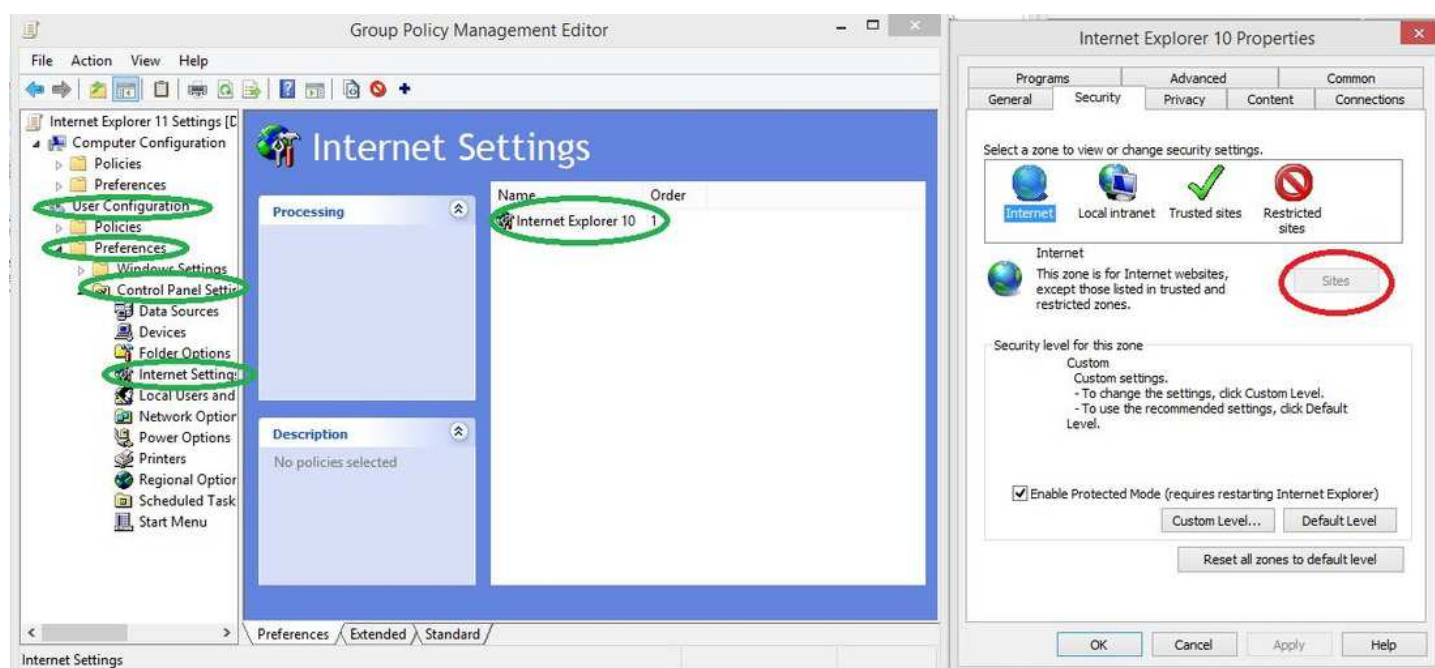 Group Policy Management Editor
File Action View Help
Internet Explorer 11 Settings [D
Computer Configuration
Policies
Preferences
User Configuration
Policies
Preferences
Windows Settings
Control Panel Settin
Data Sources
Devices
Folder Options
Internet Settings
Local Users and
Network Option
Power Options
Printers
Regional Option
Scheduled Task
Start Menu
Internet Settings
Processing
Description
No policies selected
Name Order
Internet Explorer 10 1
Preferences Extended Standard
Internet Settings
Internet Explorer 10 Properties
Programs Advanced Common
General Security Privacy Content Connections
Select a zone to view or change security settings.
Internet Local intranet Trusted sites Restricted
sites
Internet
This zone is for Internet websites,
except those listed in trusted and
restricted zones.
Sites
Security level for this zone
Custom
Custom settings.
- To change the settings, click Custom Level.
- To use the recommended settings, click Default
Level.
Enable Protected Mode (requires restarting Internet Explorer)
Custom Level... Default Level
Reset all zones to default level
OK Cancel Apply Help